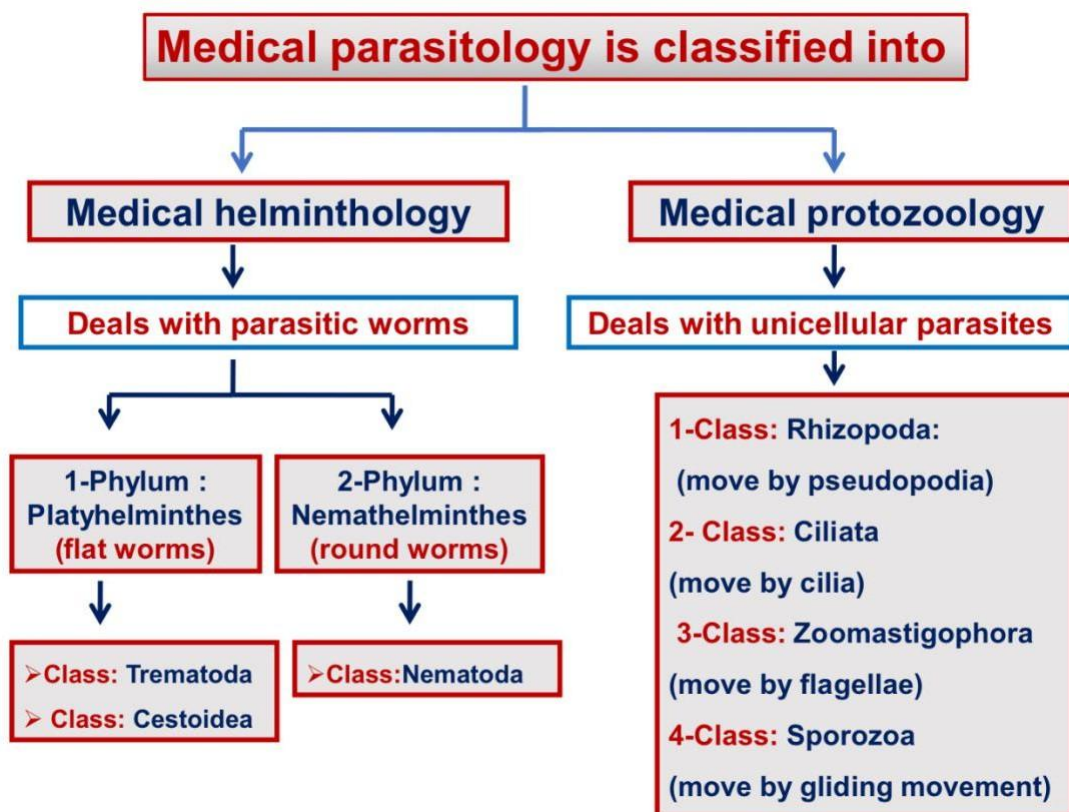 Medical parasitology is classified into
Medical helminthology
Deals with parasitic worms
1-Phylum :
Platyhelminthes
(flat worms)
➢Class: Trematoda
➢ Class: Cestoidea
2-Phylum :
Nemathelminthes
(round worms)
➢Class:Nematoda
Medical protozoology
Deals with unicellular parasites
1-Class: Rhizopoda:
(move by pseudopodia)
2- Class: Ciliata
(move by cilia)
3-Class: Zoomastigophora
(move by flagellae)
4-Class: Sporozoa
(move by gliding movement)